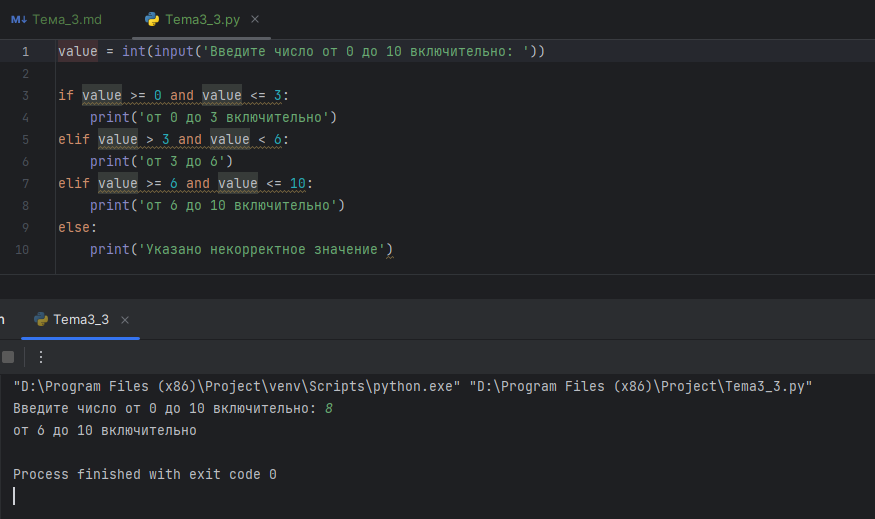 M↓ Тема_3.md Tema3_3.py ×
1 value = int(input('Введите число от 0 до 10 включительно: '))
2
3 if value >= 0 and value <= 3:
4 print('от 0 до 3 включительно')
5 elif value > 3 and value < 6:
6 print('от 3 до 6')
7 elif value >= 6 and value <= 10:
8 print('от 6 до 10 включительно')
9 else:
10 print('Указано некорректное значение')
n Tema3_3 ×
"D:\Program Files (x86)\Project\venv\Scripts\python.exe" "D:\Program Files (x86)\Project\Tema3_3.py"
Введите число от 0 до 10 включительно: 8
от 6 до 10 включительно
Process finished with exit code 0